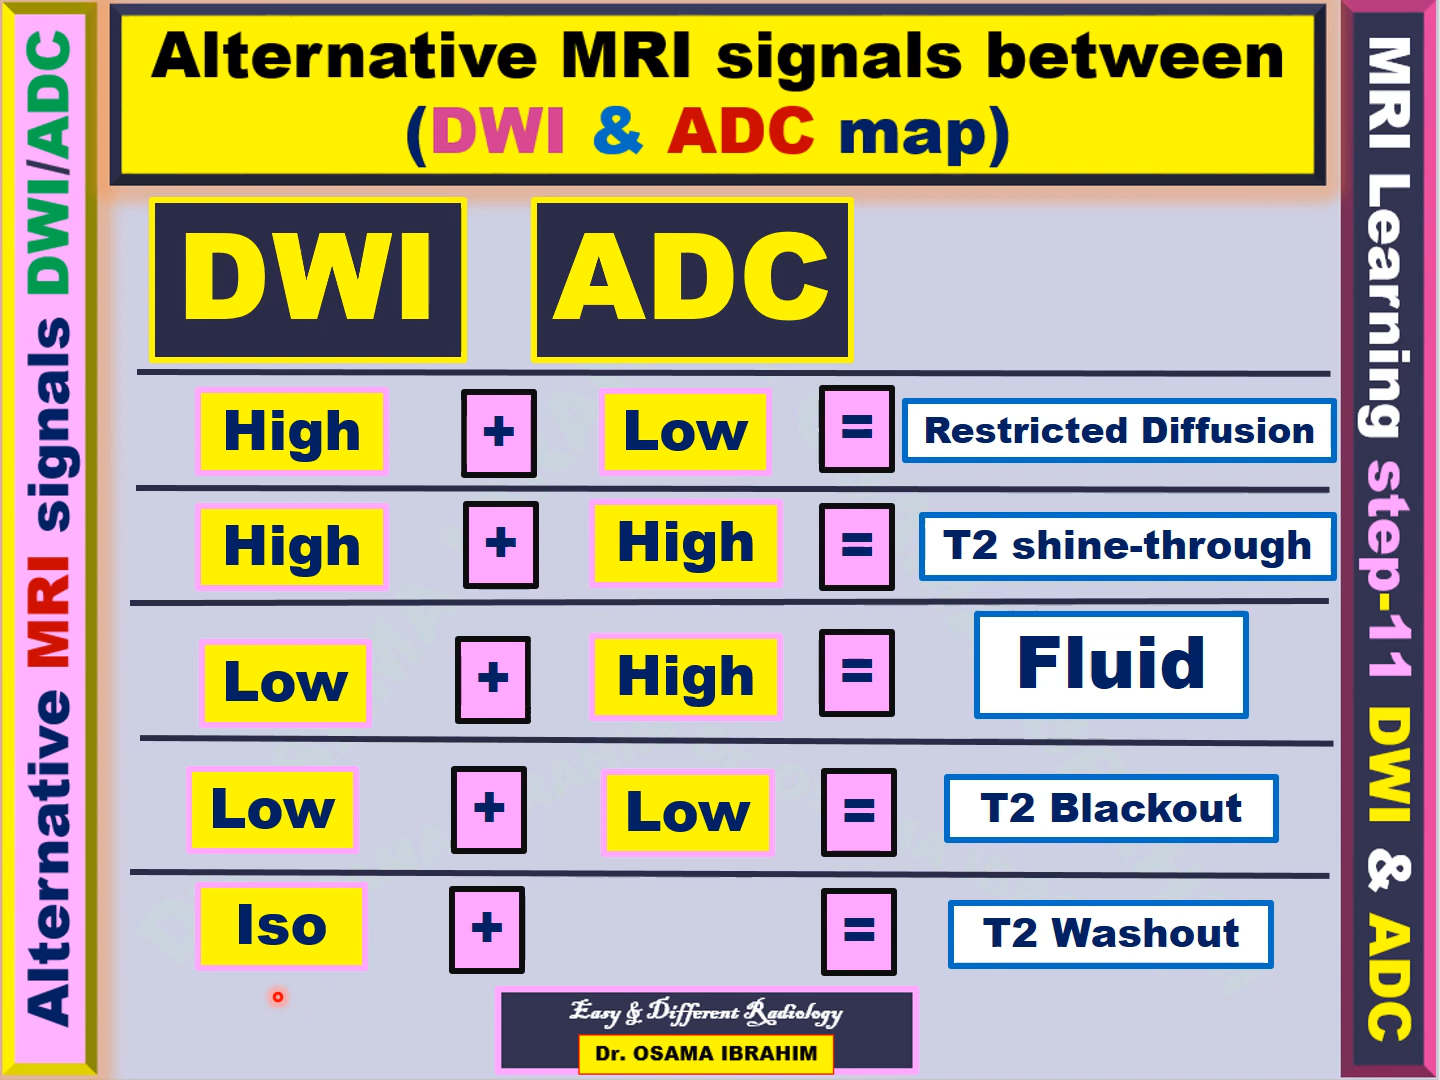 Alternative MRI signals between
(DWI & ADC map)
Alternative MRI signals DWI/ADC
MRI Learning step-11 DWI & ADC
DWI ADC
High + Low = Restricted Diffusion
High + High = T2 shine-through
Low + High = Fluid
Low + Low = T2 Blackout
Iso + = T2 Washout
Easy & Different Radiology
Dr. OSAMA IBRAHIM